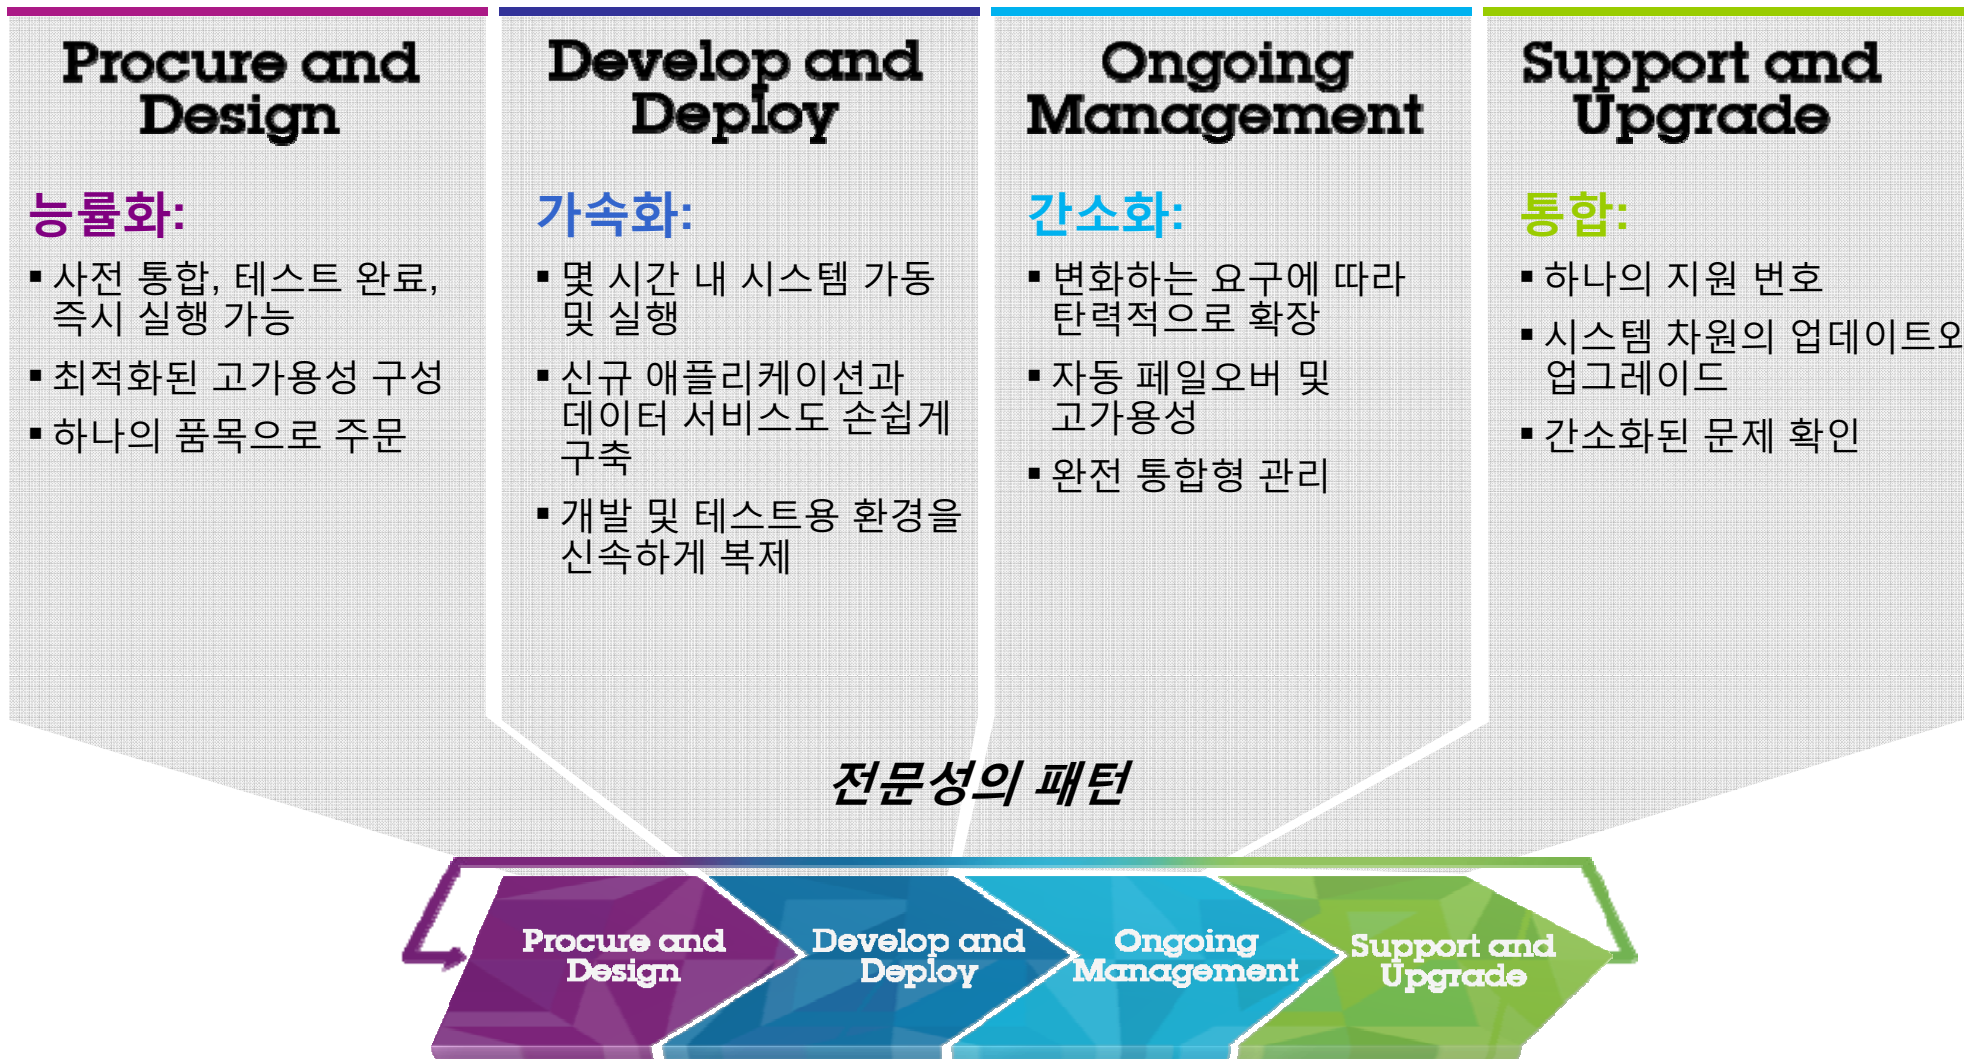 Procure and
Design
능률화:
▪ 사전 통합, 테스트 완료,
즉시 실행 가능
▪ 최적화된 고가용성 구성
▪ 하나의 품목으로 주문
Develop and
Deploy
가속화:
▪ 몇 시간 내 시스템 가동
및 실행
▪ 신규 애플리케이션과
데이터 서비스도 손쉽게
구축
▪ 개발 및 테스트용 환경을
신속하게 복제
Ongoing
Management
간소화:
▪ 변화하는 요구에 따라
탄력적으로 확장
▪ 자동 페일오버 및
고가용성
▪ 완전 통합형 관리
Support and
Upgrade
통합:
▪ 하나의 지원 번호
▪ 시스템 차원의 업데이트와
업그레이드
▪ 간소화된 문제 확인
전문성의 패턴
Procure and
Design
Develop and
Deploy
Ongoing
Management
Support and
Upgrade